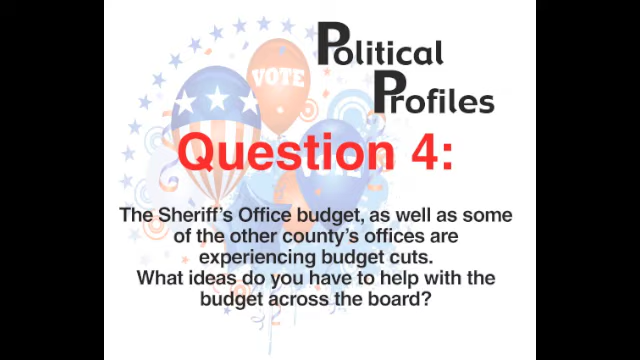 Political
Profiles
VOTE
VOTE
Question 4:
The Sheriff's Office budget, as well as some
of the other county's offices are
experiencing budget cuts.
What ideas do you have to help with the
budget across the board?